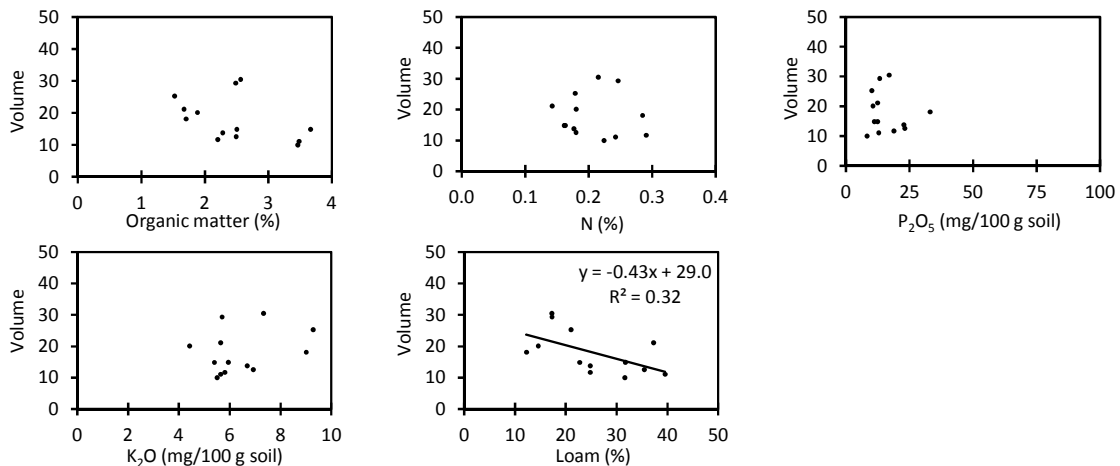 50
40
30
20
10
0
Volume
0 1 2 3 4
Organic matter (%)
50
40
30
20
10
0
Volume
0.0 0.1 0.2 0.3 0.4
N (%)
50
40
30
20
10
0
Volume
0 25 50 75 100
P₂O₅ (mg/100 g soil)
50
40
30
20
10
0
Volume
0 2 4 6 8 10
K₂O (mg/100 g soil)
50
40
30
20
10
0
Volume
y = -0.43x + 29.0
R² = 0.32
0 10 20 30 40 50
Loam (%)